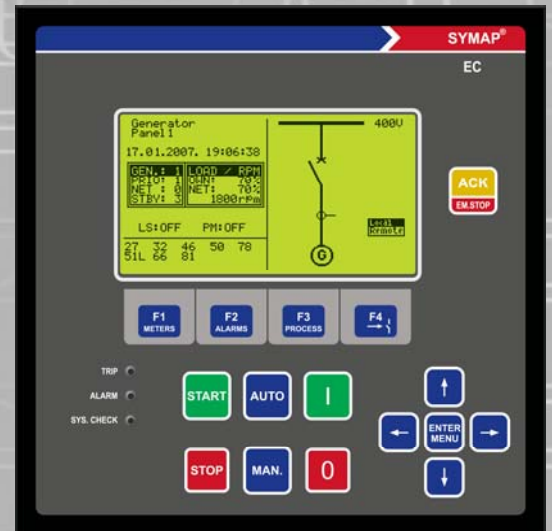 SYMAP®
EC
Generator
Panel1
400V
17.01.2007. 19:06:38
GEN.: 1 LOAD / RPM
PRIO: 1 OWN: 70%
NET : 0 NET: 70%
STBY: 3 1800rpm
LS:OFF PM:OFF
Local
Remote
27 32 46 50 78
51L 66 81
G
ACK
EM.STOP
F1
METERS
F2
ALARMS
F3
PROCESS
F4
TRIP
ALARM
SYS. CHECK
START
AUTO
I
ENTER
MENU
STOP
MAN.
0